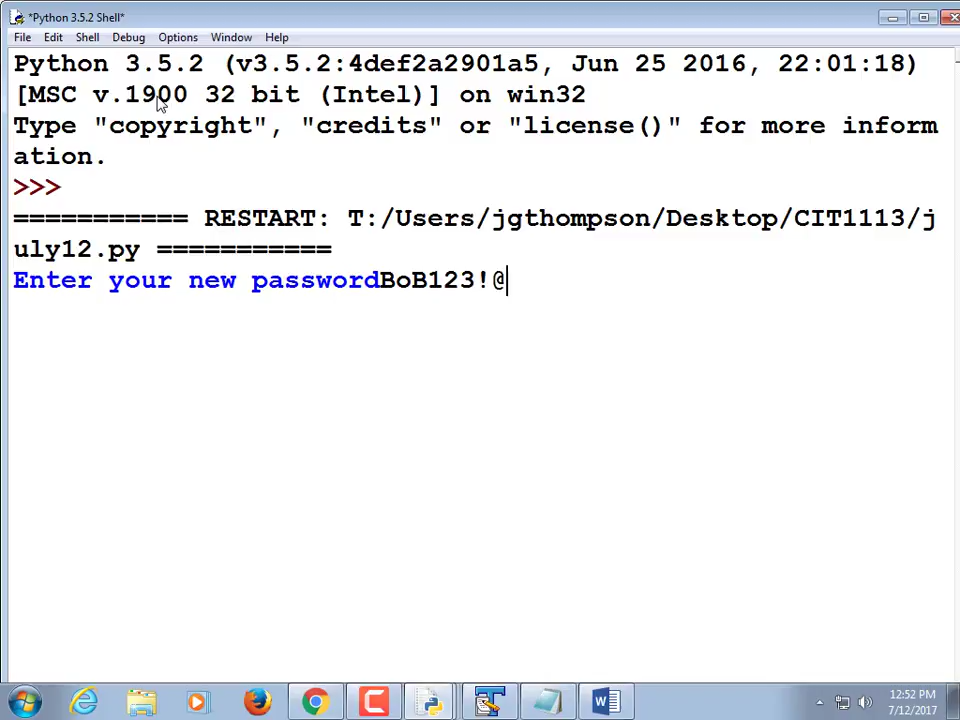 *Python 3.5.2 Shell*
File Edit Shell Debug Options Window Help
Python 3.5.2 (v3.5.2:4def2a2901a5, Jun 25 2016, 22:01:18)
[MSC v.1900 32 bit (Intel)] on win32
Type "copyright", "credits" or "license()" for more inform
ation.
>>>
=========== RESTART: T:/Users/jgthompson/Desktop/CIT1113/j
uly12.py ===========
Enter your new passwordBoB123!@
12:52 PM
7/12/2017